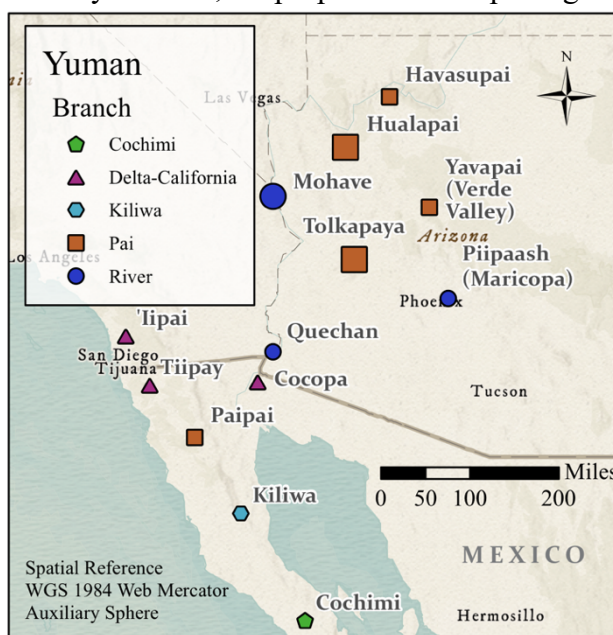 Yuman
Branch
Cochimi
Delta-California
Kiliwa
Pai
River
N
Las Vegas
Havasupai
Hualapai
Mohave
Yavapai
(Verde
Valley)
Tolkapaya
Arizona
Los Angeles
Piipaash
(Maricopa)
Phoenix
'Iipai
Quechan
San Diego
Tijuana
Tiipay
Cocopa
Tucson
Paipai
Miles
0 50 100 200
Kiliwa
MEXICO
Spatial Reference
WGS 1984 Web Mercator
Auxiliary Sphere
Cochimi
Hermosillo